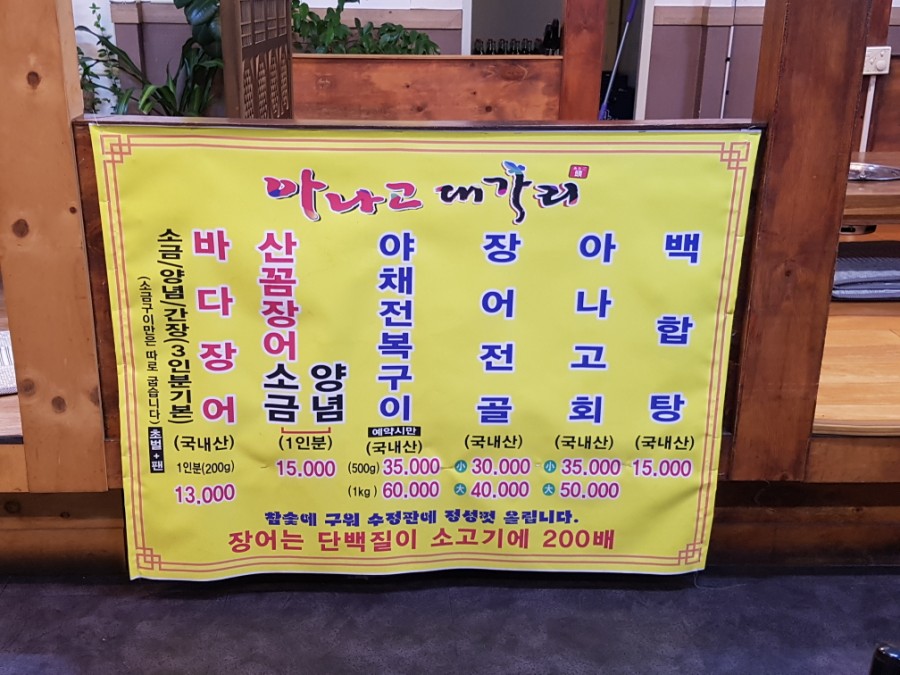 아나고 대가리
소금/양념/간장(3인분기본)
(소금구이만은 따로 굽습니다)
초벌+팬
바다장어
(국내산)
1인분(200g)
13.000
산꼼장어
소금
양념
(1인분)
15.000
야채전복구이
예약시만
(국내산)
(500g) 35.000
(1kg) 60.000
장어전골
(국내산)
小 30.000
大 40.000
아나고회
(국내산)
小 35.000
大 50.000
백합탕
(국내산)
15.000
참숯에 구워 수정판에 정성껏 올립니다.
장어는 단백질이 소고기에 200배